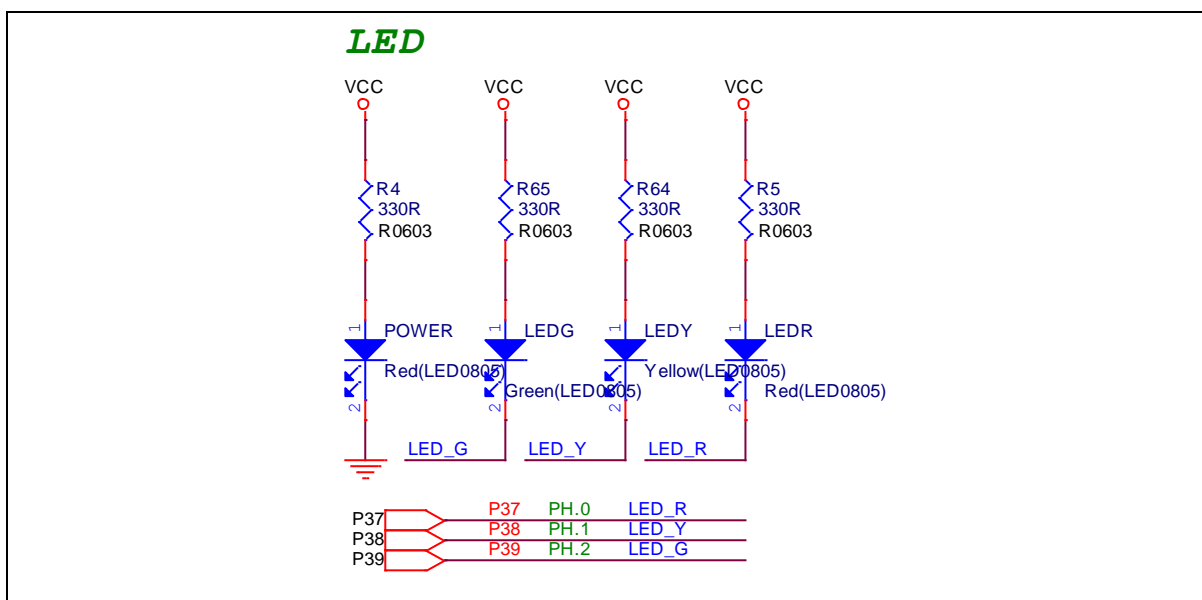 LED
VCC VCC VCC VCC
R4 R65 R64 R5
330R 330R 330R 330R
R0603 R0603 R0603 R0603
1 POWER 1 LEDG 1 LEDY 1 LEDR
Red(LED0805) Green(LED0805) Yellow(LED0805) Red(LED0805)
2 2 2 2
LED_G LED_Y LED_R
P37 P37 PH.0 LED_R
P38 P38 PH.1 LED_Y
P39 P39 PH.2 LED_G